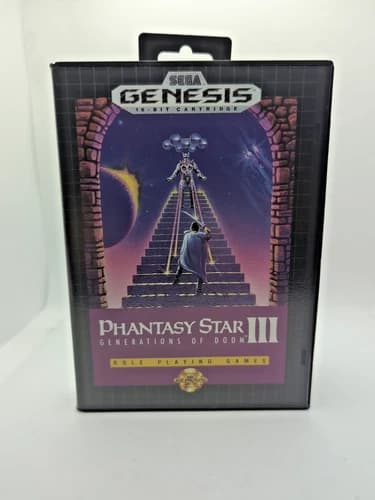 SEGA
GENESIS
16-BIT CARTRIDGE
PHANTASY STAR III
GENERATIONS OF DOOM
ROLE PLAYING GAMES